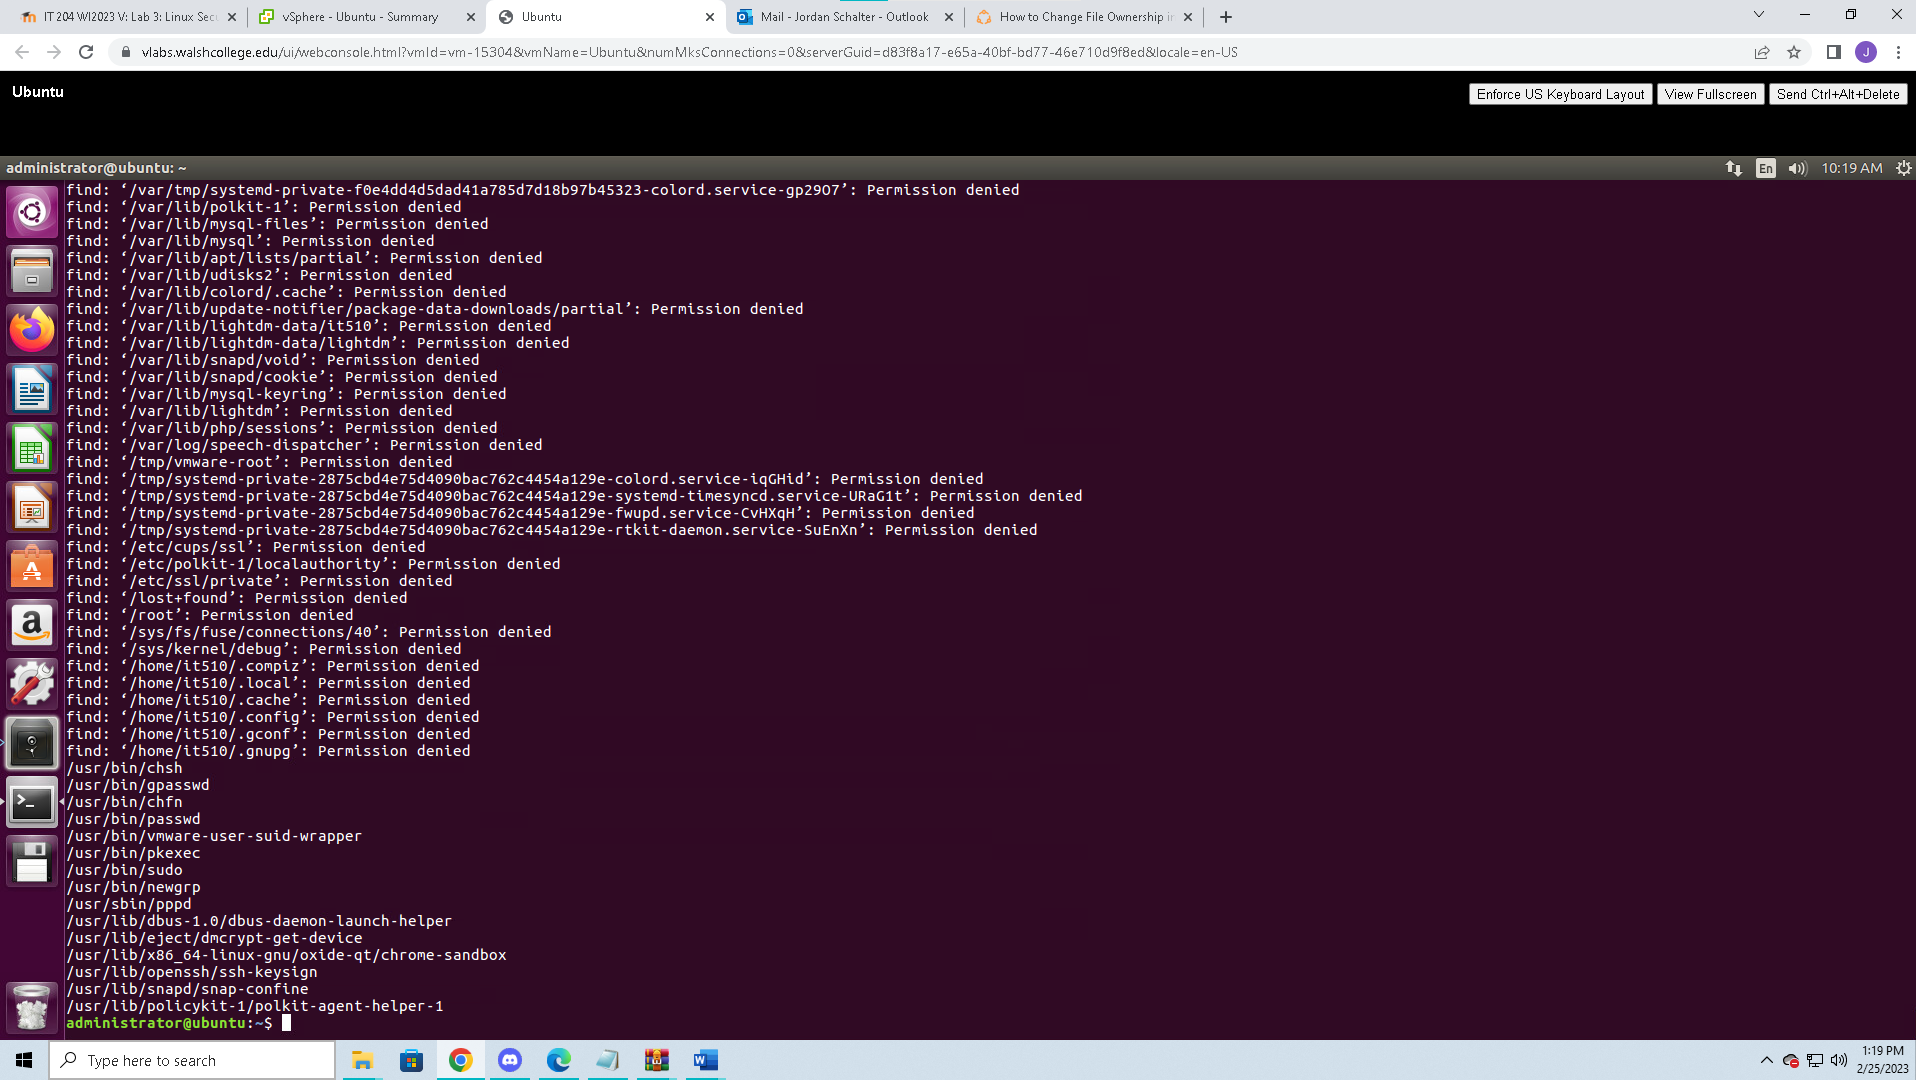 IT 204 WI2023 V: Lab 3: Linux Secu
vSphere - Ubuntu - Summary
Ubuntu
Mail - Jordan Schalter - Outlook
How to Change File Ownership in
vlabs.walshcollege.edu/ui/webconsole.html?vmId=vm-15304&vmName=Ubuntu&numMksConnections=0&serverGuid=d83f8a17-e65a-40bf-bd77-46e710d9f8ed&locale=en-US
J
Ubuntu
Enforce US Keyboard Layout
View Fullscreen
Send Ctrl+Alt+Delete
administrator@ubuntu: ~
En
10:19 AM
find: ‘/var/tmp/systemd-private-f0e4dd4d5dad41a785d7d18b97b45323-colord.service-gp29O7’: Permission denied
find: ‘/var/lib/polkit-1’: Permission denied
find: ‘/var/lib/mysql-files’: Permission denied
find: ‘/var/lib/mysql’: Permission denied
find: ‘/var/lib/apt/lists/partial’: Permission denied
find: ‘/var/lib/udisks2’: Permission denied
find: ‘/var/lib/colord/.cache’: Permission denied
find: ‘/var/lib/update-notifier/package-data-downloads/partial’: Permission denied
find: ‘/var/lib/lightdm-data/it510’: Permission denied
find: ‘/var/lib/lightdm-data/lightdm’: Permission denied
find: ‘/var/lib/snapd/void’: Permission denied
find: ‘/var/lib/snapd/cookie’: Permission denied
find: ‘/var/lib/mysql-keyring’: Permission denied
find: ‘/var/lib/lightdm’: Permission denied
find: ‘/var/lib/php/sessions’: Permission denied
find: ‘/var/log/speech-dispatcher’: Permission denied
find: ‘/tmp/vmware-root’: Permission denied
find: ‘/tmp/systemd-private-2875cbd4e75d4090bac762c4454a129e-colord.service-iqGHid’: Permission denied
find: ‘/tmp/systemd-private-2875cbd4e75d4090bac762c4454a129e-systemd-timesyncd.service-URaG1t’: Permission denied
find: ‘/tmp/systemd-private-2875cbd4e75d4090bac762c4454a129e-fwupd.service-CvHXqH’: Permission denied
find: ‘/tmp/systemd-private-2875cbd4e75d4090bac762c4454a129e-rtkit-daemon.service-SuEnXn’: Permission denied
find: ‘/etc/cups/ssl’: Permission denied
find: ‘/etc/polkit-1/localauthority’: Permission denied
find: ‘/etc/ssl/private’: Permission denied
find: ‘/lost+found’: Permission denied
find: ‘/root’: Permission denied
find: ‘/sys/fs/fuse/connections/40’: Permission denied
find: ‘/sys/kernel/debug’: Permission denied
find: ‘/home/it510/.compiz’: Permission denied
find: ‘/home/it510/.local’: Permission denied
find: ‘/home/it510/.cache’: Permission denied
find: ‘/home/it510/.config’: Permission denied
find: ‘/home/it510/.gconf’: Permission denied
find: ‘/home/it510/.gnupg’: Permission denied
/usr/bin/chsh
/usr/bin/gpasswd
/usr/bin/chfn
/usr/bin/passwd
/usr/bin/vmware-user-suid-wrapper
/usr/bin/pkexec
/usr/bin/sudo
/usr/bin/newgrp
/usr/sbin/pppd
/usr/lib/dbus-1.0/dbus-daemon-launch-helper
/usr/lib/eject/dmcrypt-get-device
/usr/lib/x86_64-linux-gnu/oxide-qt/chrome-sandbox
/usr/lib/openssh/ssh-keysign
/usr/lib/snapd/snap-confine
/usr/lib/policykit-1/polkit-agent-helper-1
administrator@ubuntu:~$
Type here to search
1:19 PM
2/25/2023